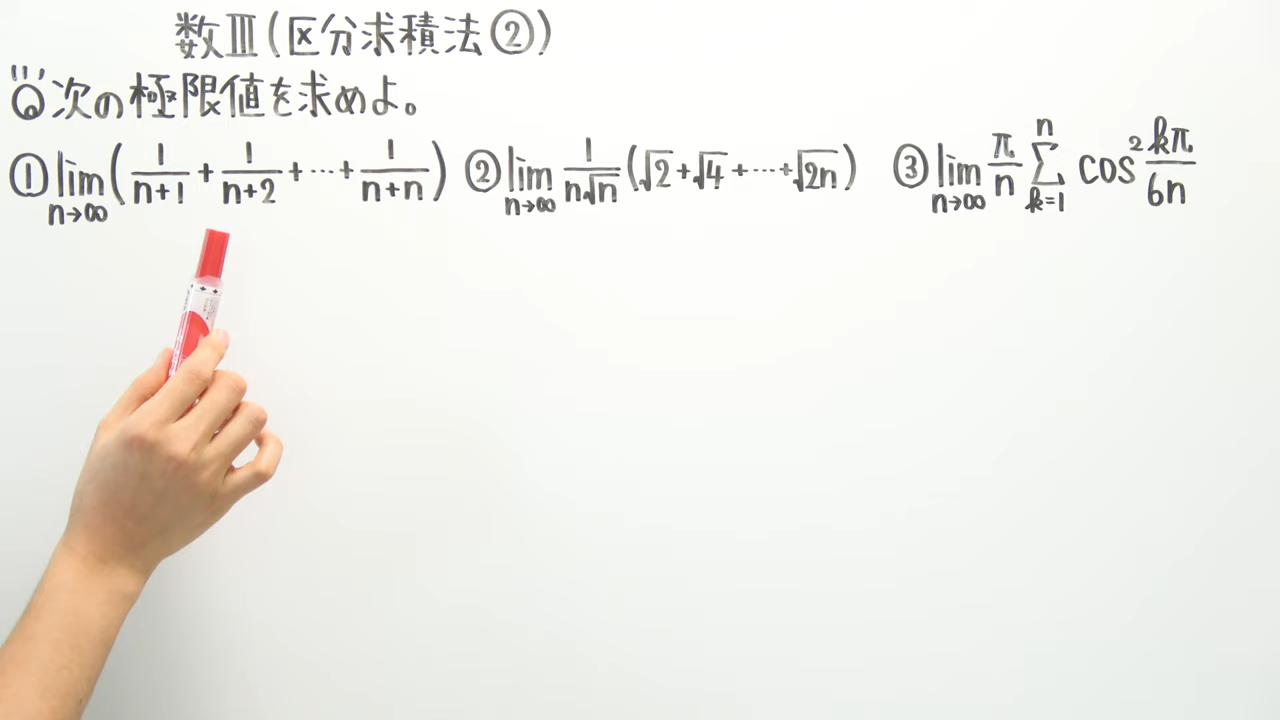 数Ⅲ(区分求積法②)
Q次の極限値を求めよ。
① lim_{n→∞} (1/(n+1) + 1/(n+2) + ⋯ + 1/(n+n)) ② lim_{n→∞} 1/(n√n) (√2+√4+⋯+√2n) ③ lim_{n→∞} π/n Σ_{k=1}^{n} cos² kπ/6n